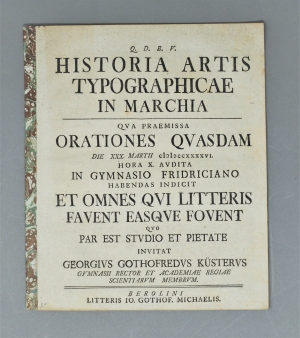 Q. D. B. V.
HISTORIA ARTIS
TYPOGRAPHICAE
IN MARCHIA
QVA PRAEMISSA
ORATIONES QVASDAM
DIE XXX. MARTII cIɔIɔccxxxxvi.
HORA X. AVDITA
IN GYMNASIO FRIDRICIANO
HABENDAS INDICIT
ET OMNES QVI LITTERIS
FAVENT EASQVE FOVENT
QVO
PAR EST STVDIO ET PIETATE
INVITAT
GEORGIVS GOTHOFREDVS KÜSTERVS
GYMNASII RECTOR ET ACADEMIAE REGIAE
SCIENTIARVM MEMBRVM.
BEROLINI
LITTERIS IO. GOTHOF. MICHAELIS.